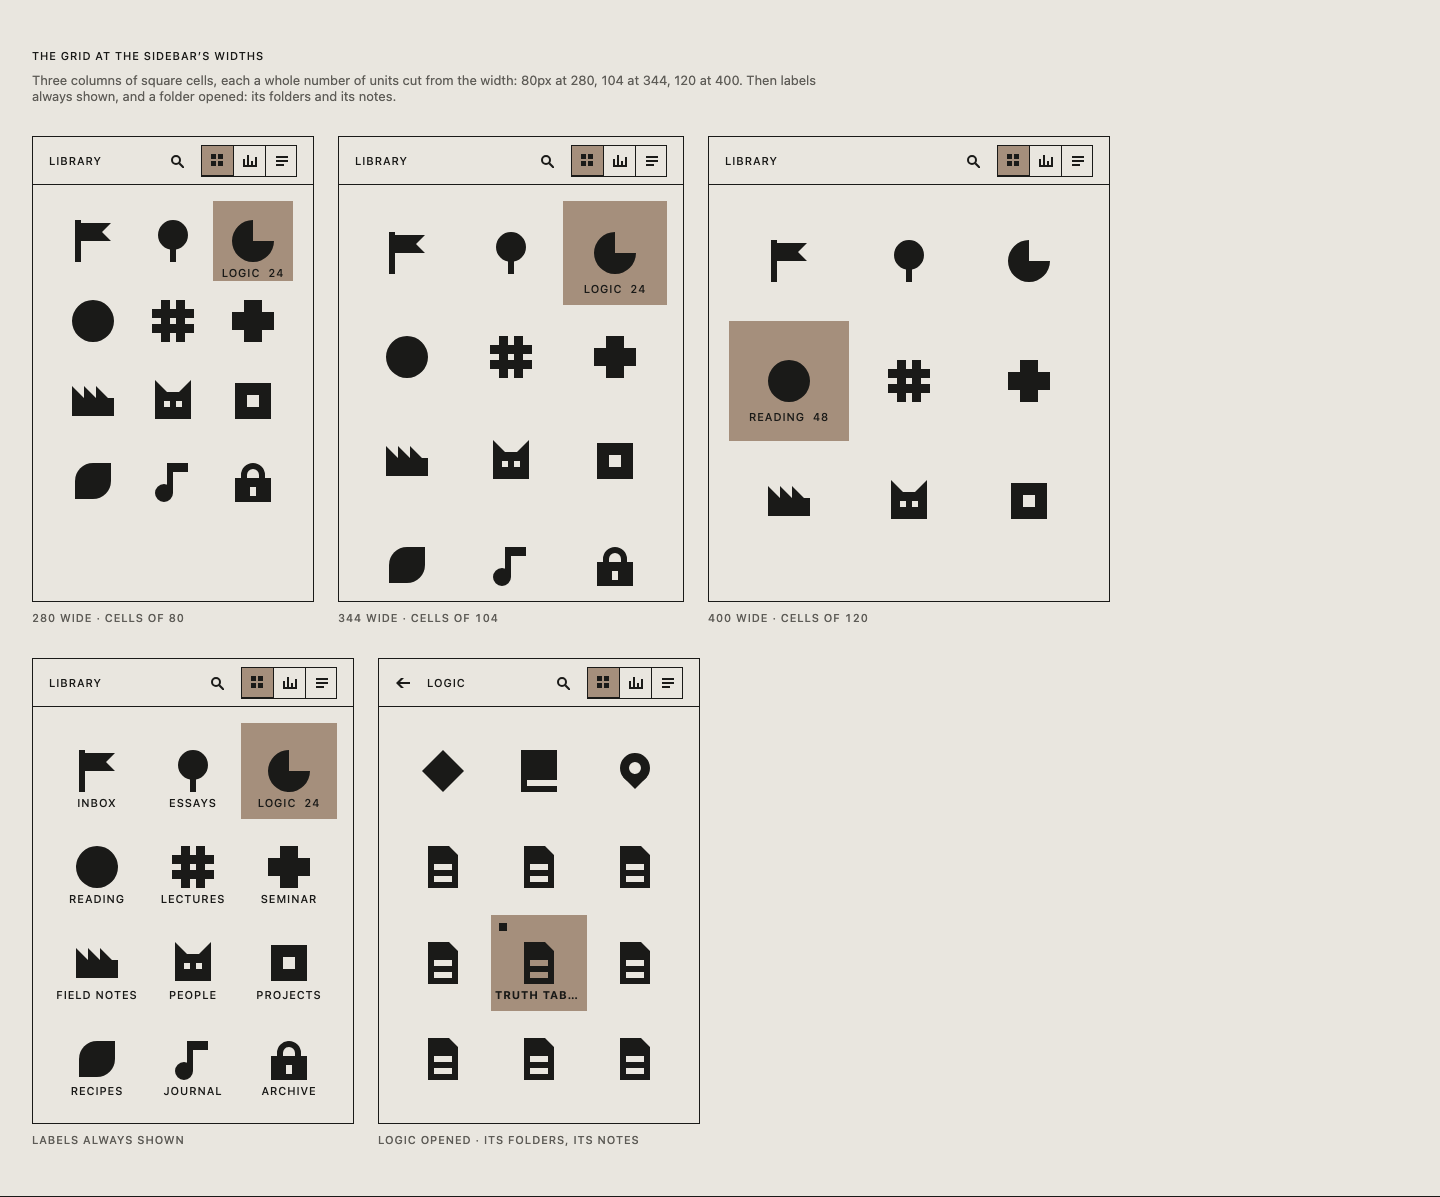 THE GRID AT THE SIDEBAR’S WIDTHS
Three columns of square cells, each a whole number of units cut from the width: 80px at 280, 104 at 344, 120 at 400. Then labels
always shown, and a folder opened: its folders and its notes.
LIBRARY
LOGIC 24
280 WIDE · CELLS OF 80
LIBRARY
LOGIC 24
344 WIDE · CELLS OF 104
LIBRARY
READING 48
400 WIDE · CELLS OF 120
LIBRARY
INBOX ESSAYS LOGIC 24
READING LECTURES SEMINAR
FIELD NOTES PEOPLE PROJECTS
RECIPES JOURNAL ARCHIVE
LABELS ALWAYS SHOWN
LOGIC
TRUTH TAB…
LOGIC OPENED · ITS FOLDERS, ITS NOTES